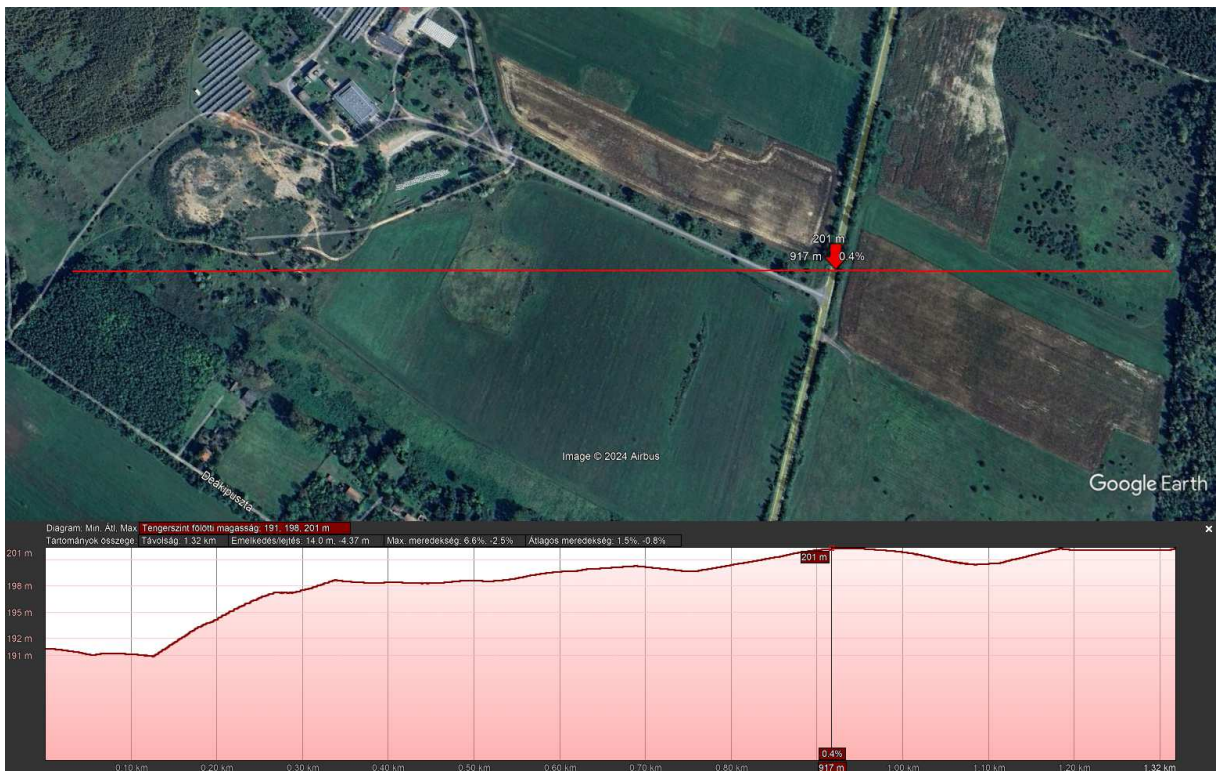 201 m
917 m 0.4%
Image © 2024 Airbus
Google Earth
Deákipuszta
Diagram: Min. Átl. Max Tengerszint fölötti magasság: 191, 198, 201 m
Tartományok összege: Távolság: 1.32 km Emelkedés/lejtés: 14.0 m, -4.37 m Max. meredekség: 6.6%, -2.5% Átlagos meredekség: 1.5%, -0.8%
201 m
201 m
198 m
195 m
192 m
191 m
0.4%
0.10 km 0.20 km 0.30 km 0.40 km 0.50 km 0.60 km 0.70 km 0.80 km 917 m 1.00 km 1.10 km 1.20 km 1.32 km